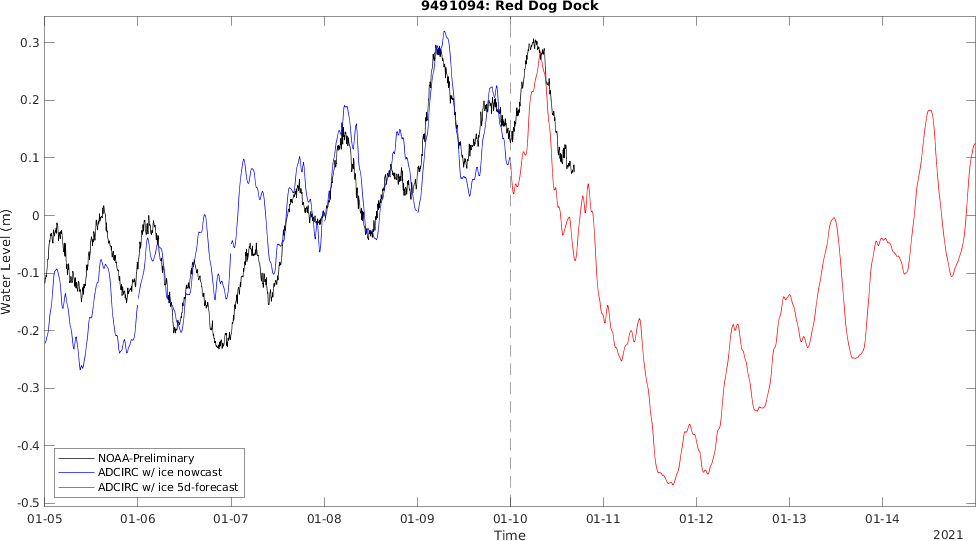 9491094: Red Dog Dock
Water Level (m)
0.3
0.2
0.1
0
-0.1
-0.2
-0.3
-0.4
-0.5
NOAA-Preliminary
ADCIRC w/ ice nowcast
ADCIRC w/ ice 5d-forecast
01-05 01-06 01-07 01-08 01-09 01-10 01-11 01-12 01-13 01-14
Time
2021